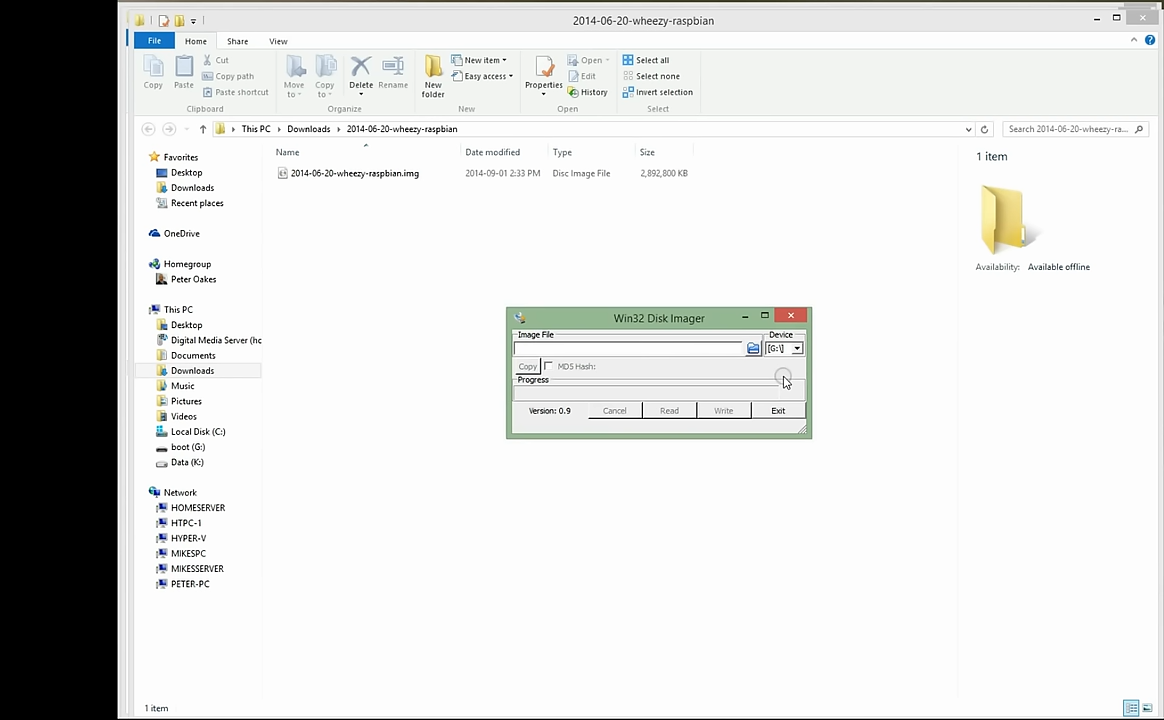 2014-06-20-wheezy-raspbian
File
Home
Share
View
Copy
Paste
Cut
Copy path
Paste shortcut
Clipboard
Move to
Copy to
Delete
Rename
Organize
New folder
New item
Easy access
New
Properties
Open
Edit
History
Open
Select all
Select none
Invert selection
Select
This PC
Downloads
2014-06-20-wheezy-raspbian
Search 2014-06-20-wheezy-ra...
Name
Date modified
Type
Size
2014-06-20-wheezy-raspbian.img
2014-09-01 2:33 PM
Disc Image File
2,892,800 KB
Favorites
Desktop
Downloads
Recent places
OneDrive
Homegroup
Peter Oakes
This PC
Desktop
Digital Media Server (hc
Documents
Downloads
Music
Pictures
Videos
Local Disk (C:)
boot (G:)
Data (K:)
Network
HOMESERVER
HTPC-1
HYPER-V
MIKESPC
MIKESSERVER
PETER-PC
1 item
Availability: Available offline
Win32 Disk Imager
Image File
Device
[G:\]
Copy
MD5 Hash:
Progress
Version: 0.9
Cancel
Read
Write
Exit
1 item